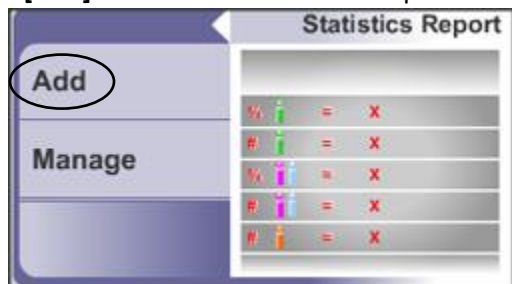 Statistics Report
Add
Manage
% = X
# = X
% = X
# = X
# = X